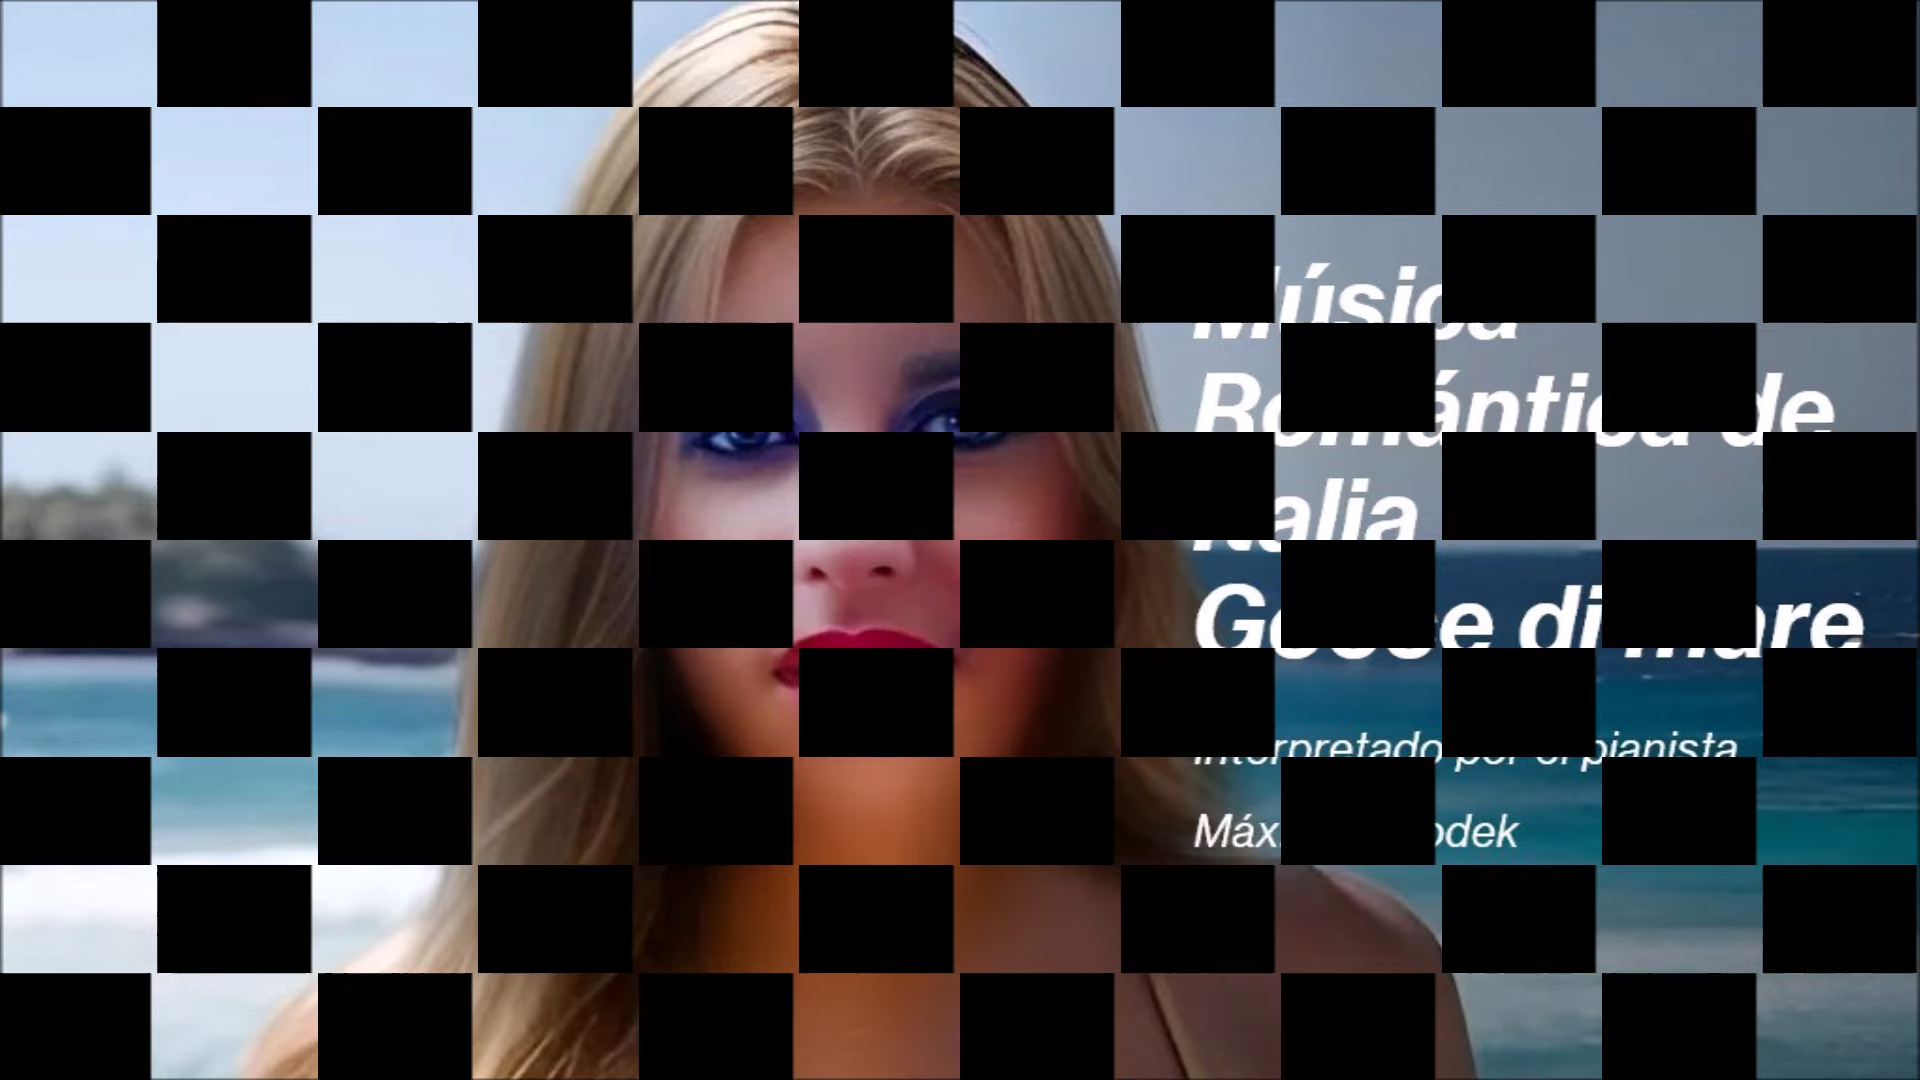 Música
Romántica de
Italia
Gocce di mare
Interpretado por el pianista